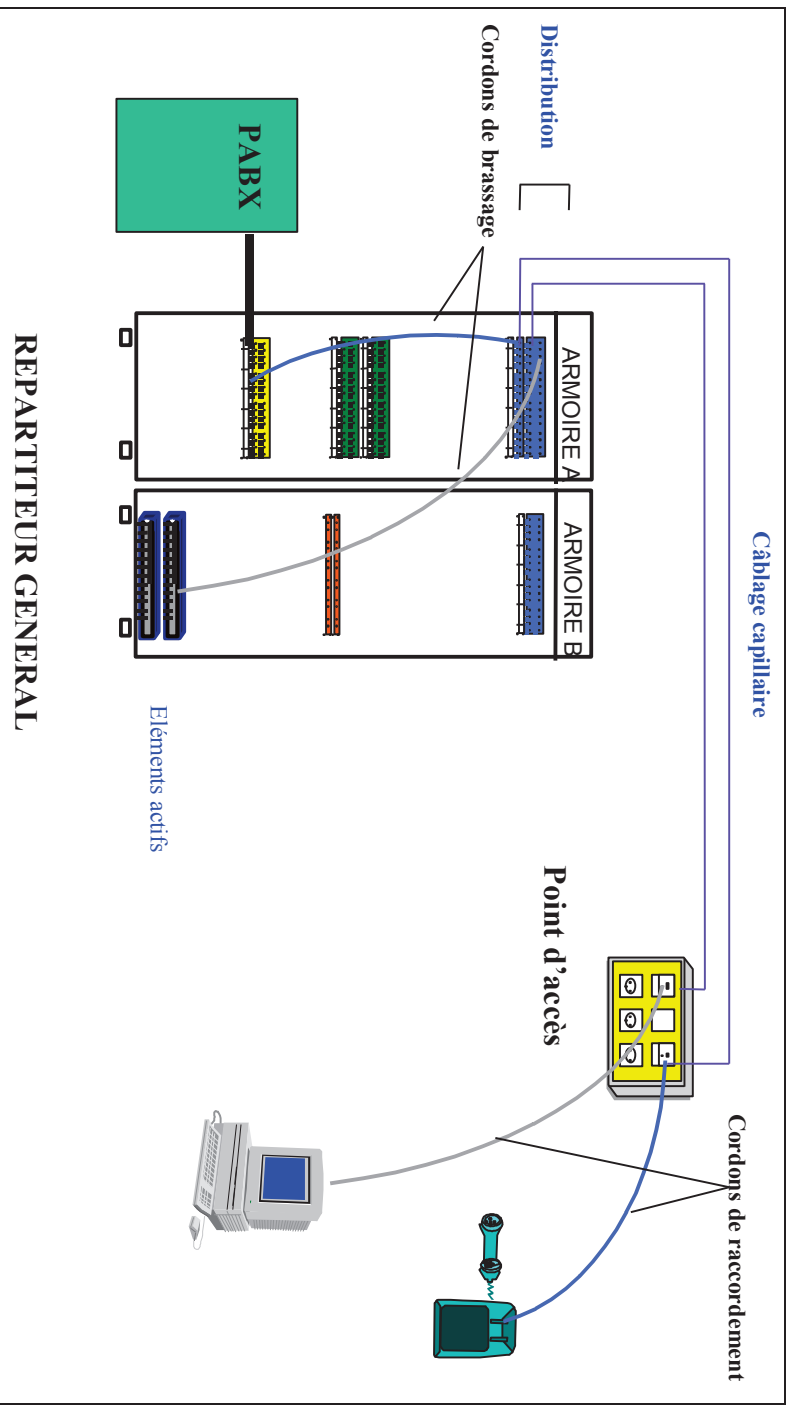 Câblage capillaire
Cordons de raccordement
Distribution
Cordons de brassage
ARMOIRE A
ARMOIRE B
Point d’accès
PABX
Eléments actifs
REPARTITEUR GENERAL